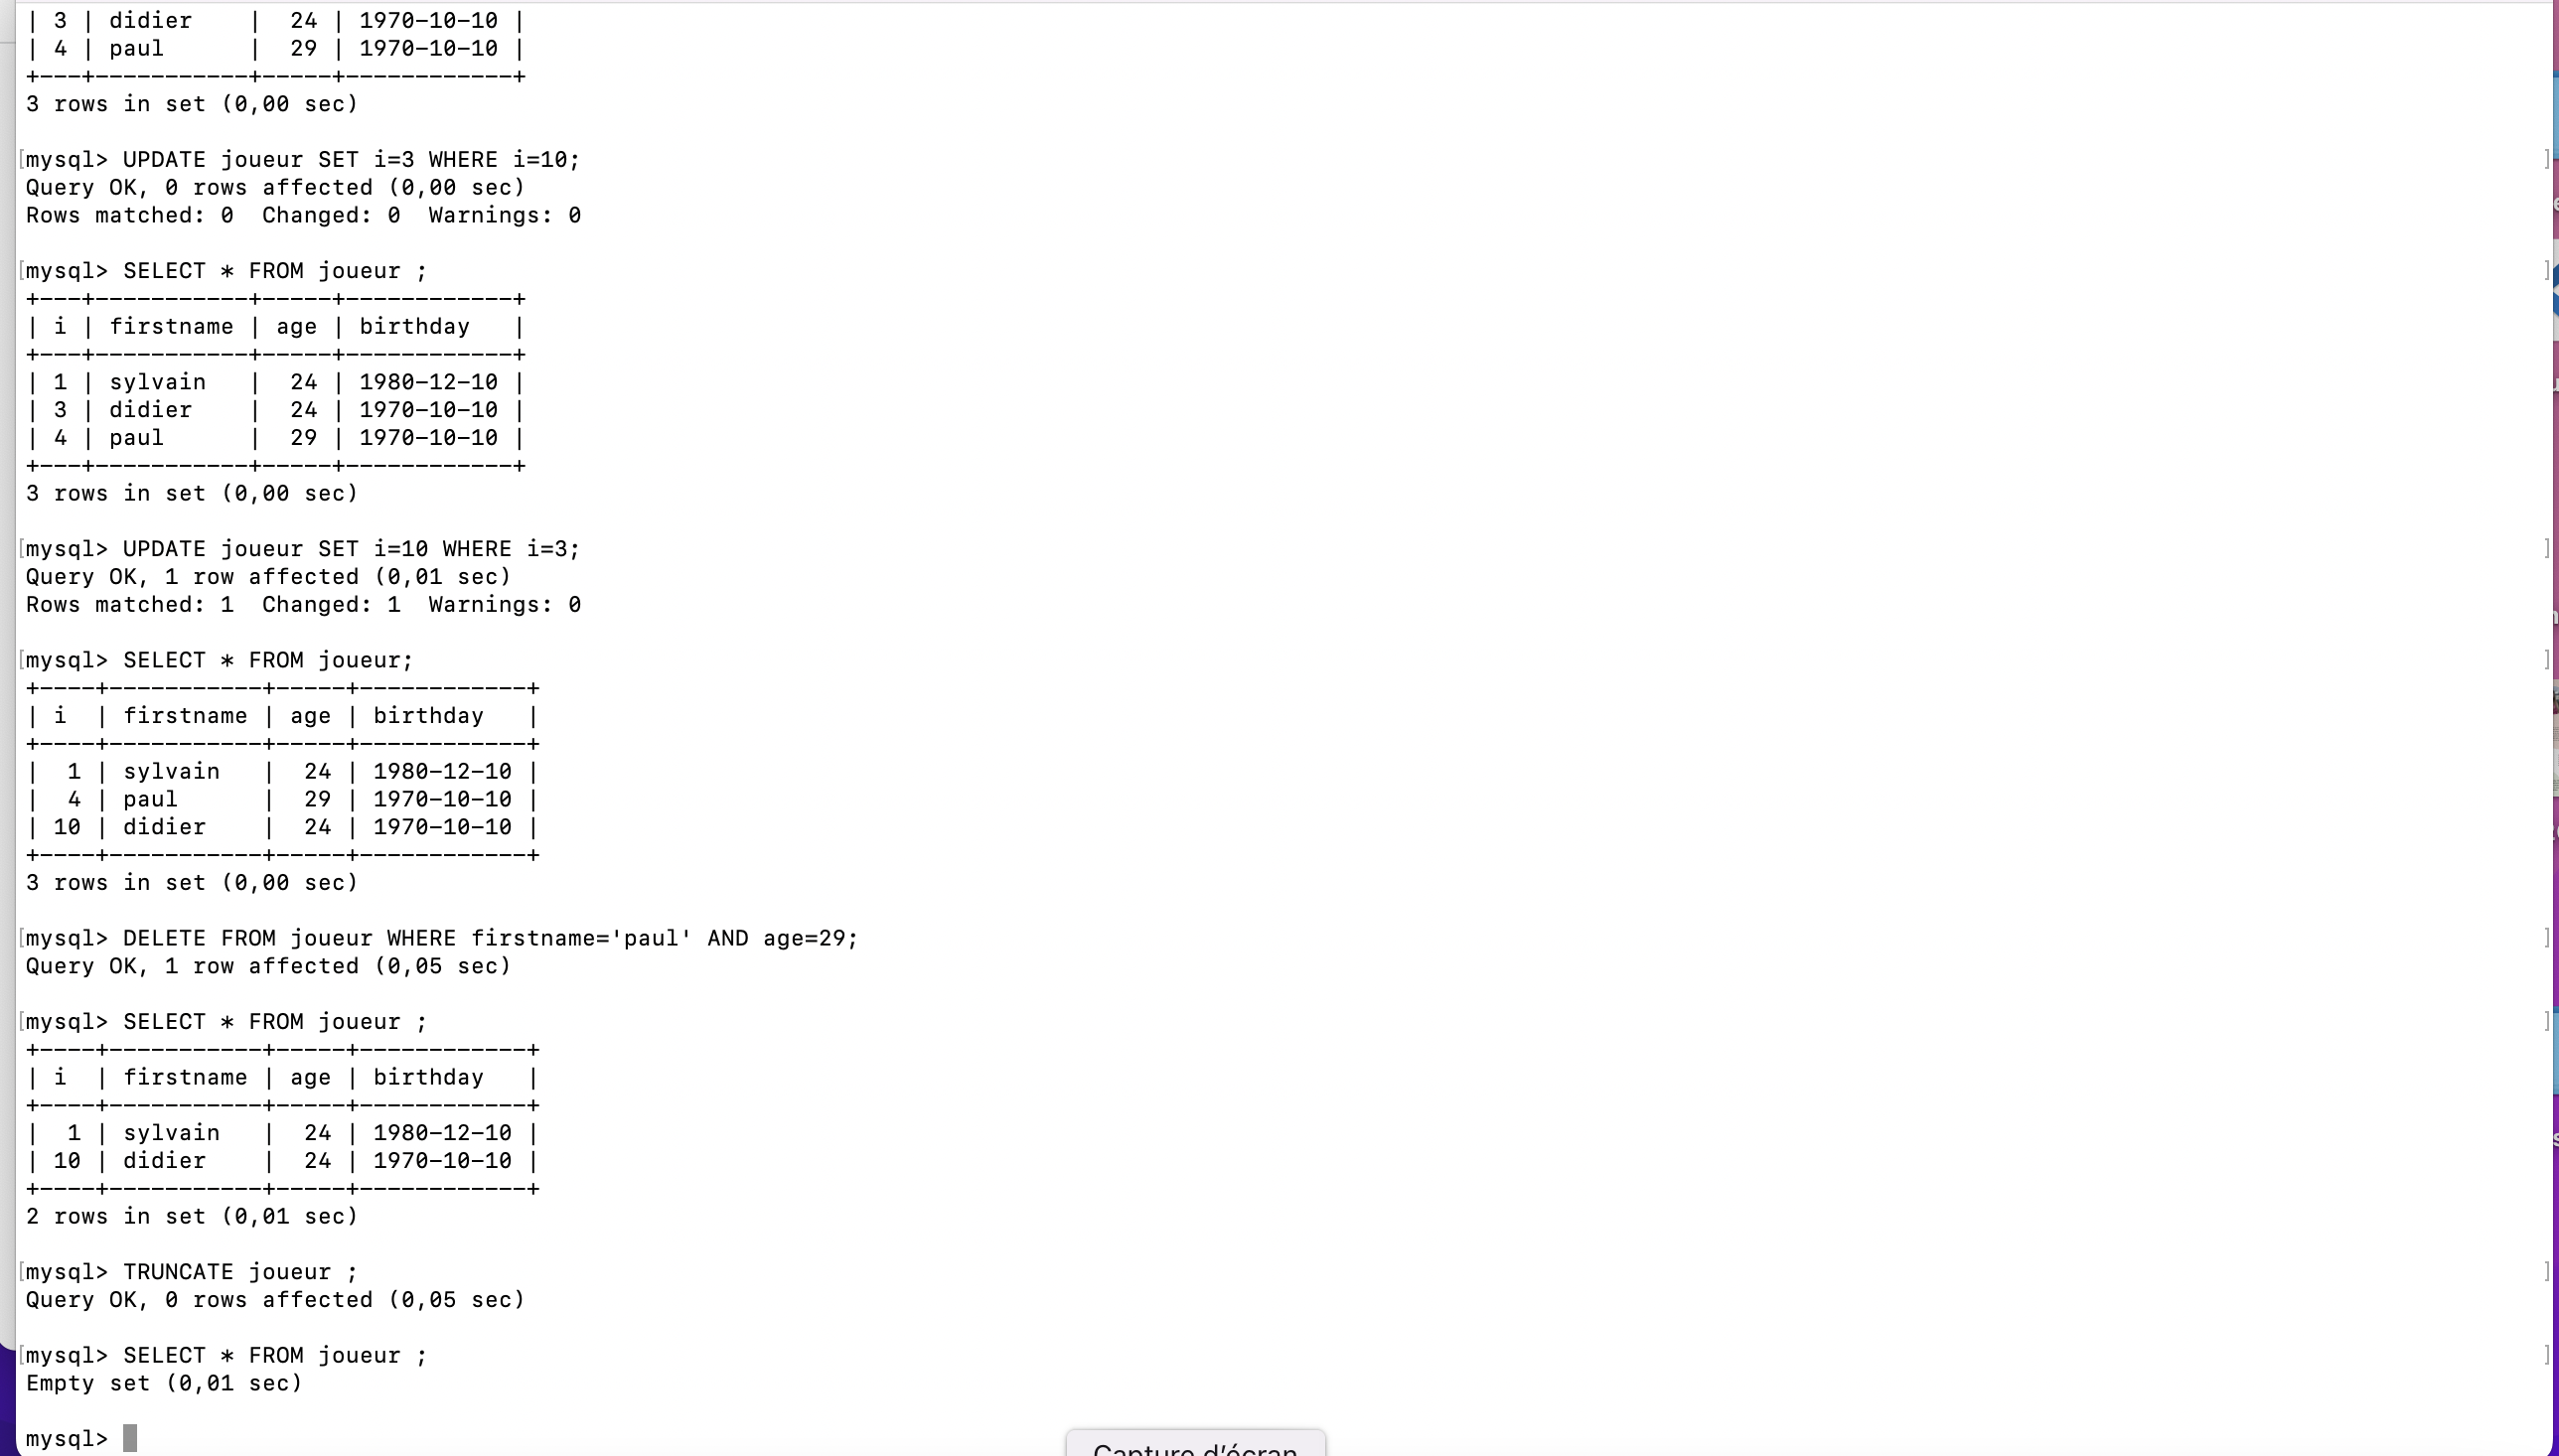 | 3 | didier    |  24 | 1970-10-10 |
| 4 | paul      |  29 | 1970-10-10 |
+---+-----------+-----+------------+
3 rows in set (0,00 sec)
[mysql> UPDATE joueur SET i=3 WHERE i=10; ]
Query OK, 0 rows affected (0,00 sec)
Rows matched: 0  Changed: 0  Warnings: 0
[mysql> SELECT * FROM joueur ; ]
+---+-----------+-----+------------+
| i | firstname | age | birthday   |
+---+-----------+-----+------------+
| 1 | sylvain   |  24 | 1980-12-10 |
| 3 | didier    |  24 | 1970-10-10 |
| 4 | paul      |  29 | 1970-10-10 |
+---+-----------+-----+------------+
3 rows in set (0,00 sec)
[mysql> UPDATE joueur SET i=10 WHERE i=3; ]
Query OK, 1 row affected (0,01 sec)
Rows matched: 1  Changed: 1  Warnings: 0
[mysql> SELECT * FROM joueur; ]
+----+-----------+-----+------------+
| i  | firstname | age | birthday   |
+----+-----------+-----+------------+
|  1 | sylvain   |  24 | 1980-12-10 |
|  4 | paul      |  29 | 1970-10-10 |
| 10 | didier    |  24 | 1970-10-10 |
+----+-----------+-----+------------+
3 rows in set (0,00 sec)
[mysql> DELETE FROM joueur WHERE firstname='paul' AND age=29; ]
Query OK, 1 row affected (0,05 sec)
[mysql> SELECT * FROM joueur ; ]
+----+-----------+-----+------------+
| i  | firstname | age | birthday   |
+----+-----------+-----+------------+
|  1 | sylvain   |  24 | 1980-12-10 |
| 10 | didier    |  24 | 1970-10-10 |
+----+-----------+-----+------------+
2 rows in set (0,01 sec)
[mysql> TRUNCATE joueur ; ]
Query OK, 0 rows affected (0,05 sec)
[mysql> SELECT * FROM joueur ; ]
Empty set (0,01 sec)
mysql>
Capture d'écran